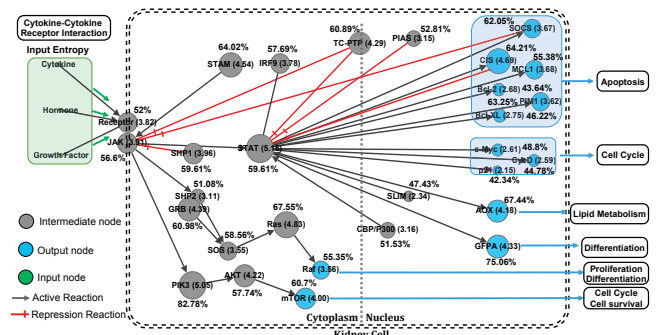 Cytokine-Cytokine
Receptor Interaction
Input Entropy
Cytokine
Hormone
Growth Factor
52%
Receptor (3.82)
JAK (3.91)
56.6%
64.02%
STAM (4.54)
57.69%
IRF9 (3.78)
60.89%
TC-PTP (4.29)
52.81%
PIAS (3.15)
62.05%
SOCS (3.67)
64.21%
CIS (4.69)
55.38%
MCL1 (3.68)
Bcl-2 (2.68)
43.64%
63.25%
PIM1 (3.62)
Bcl-XL (2.75)
46.22%
Apoptosis
SHP1 (3.96)
59.61%
STAT (5.15)
59.61%
c-Myc (2.61)
48.8%
CycD (2.59)
p21 (2.15)
44.78%
42.34%
Cell Cycle
51.08%
SHP2 (3.11)
GRB (4.39)
60.98%
47.43%
SLIM (2.34)
67.44%
AOX (4.18)
Lipid Metabolism
67.55%
Ras (4.83)
58.56%
SOS (3.55)
CBP/P300 (3.16)
51.53%
GFPA (4.33)
75.06%
Differentiation
55.35%
Raf (3.56)
Proliferation
Differentiation
PIK3 (5.05)
82.78%
AKT (4.22)
57.74%
60.7%
mTOR (4.00)
Cell Cycle
Cell survival
Intermediate node
Output node
Input node
Active Reaction
Repression Reaction
Cytoplasm Nucleus
Kidney Cell